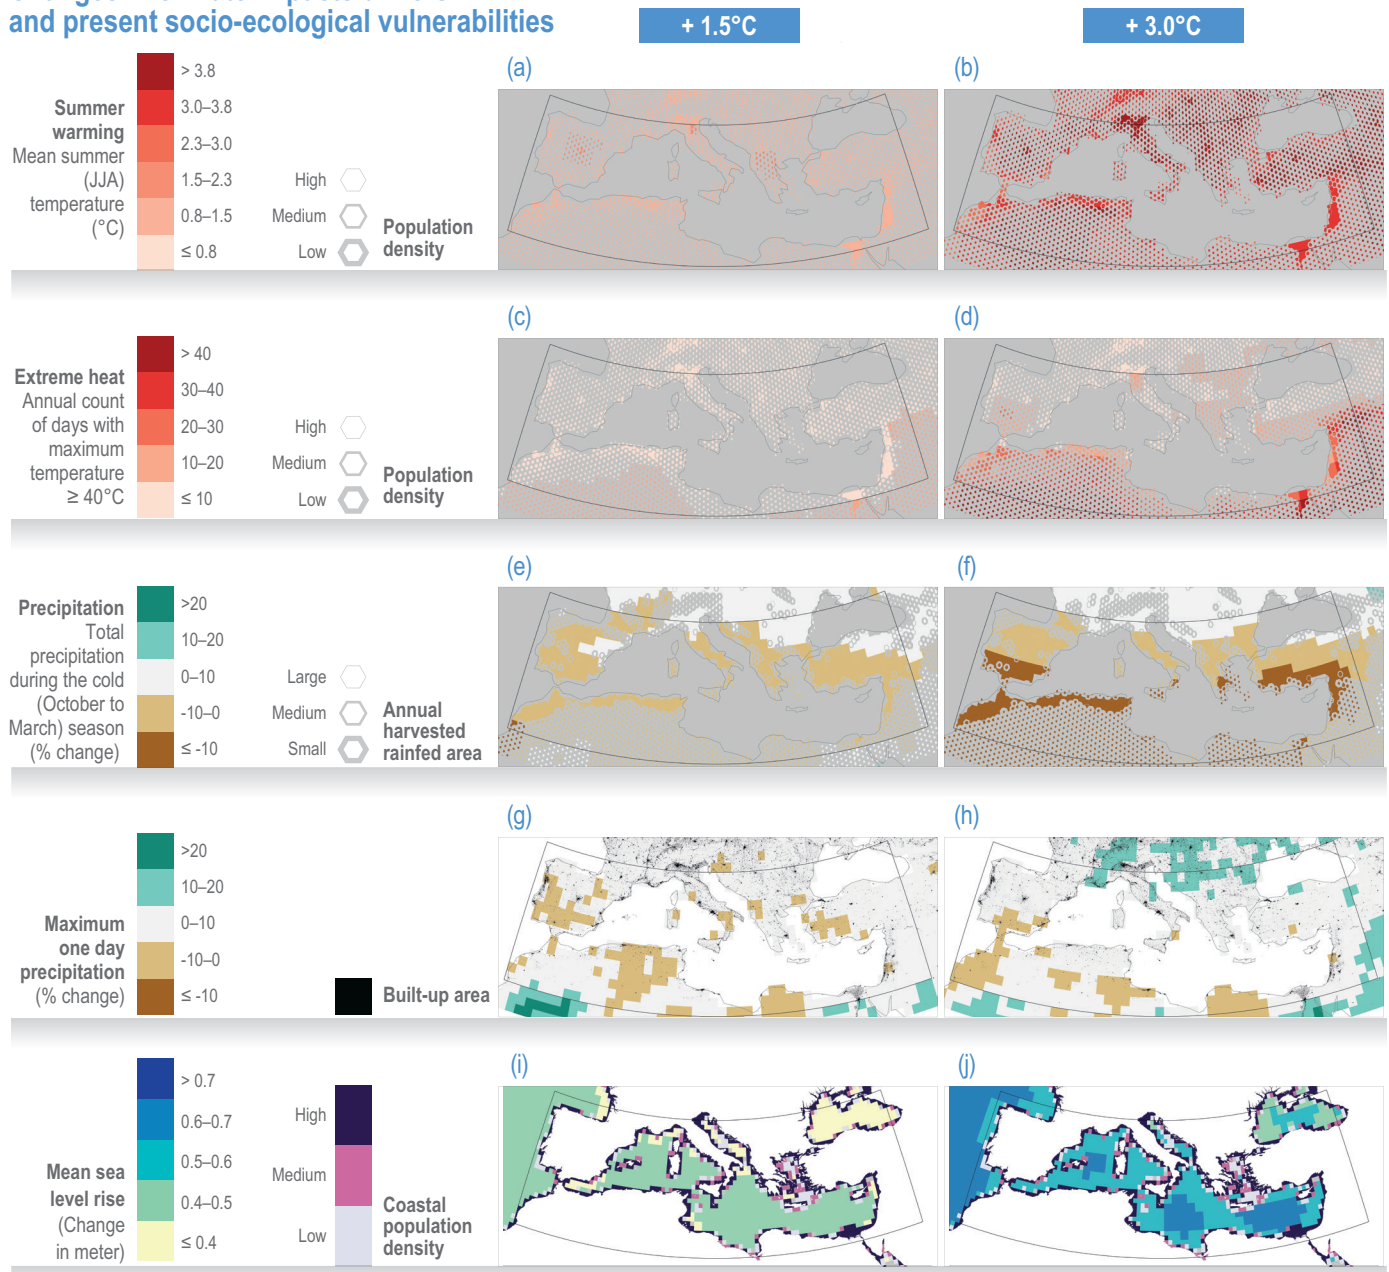 and present socio-ecological vulnerabilities
+ 1.5°C
+ 3.0°C
(a)
(b)
Summer
warming
Mean summer
(JJA)
temperature
(°C)
> 3.8
3.0–3.8
2.3–3.0
1.5–2.3
0.8–1.5
≤ 0.8
High
Medium
Low
Population
density
(c)
(d)
Extreme heat
Annual count
of days with
maximum
temperature
≥ 40°C
> 40
30–40
20–30
10–20
≤ 10
High
Medium
Low
Population
density
(e)
(f)
Precipitation
Total
precipitation
during the cold
(October to
March) season
(% change)
>20
10–20
0–10
-10–0
≤ -10
Large
Medium
Small
Annual
harvested
rainfed area
(g)
(h)
Maximum
one day
precipitation
(% change)
>20
10–20
0–10
-10–0
≤ -10
Built-up area
(i)
(j)
Mean sea
level rise
(Change
in meter)
> 0.7
0.6–0.7
0.5–0.6
0.4–0.5
≤ 0.4
High
Medium
Low
Coastal
population
density